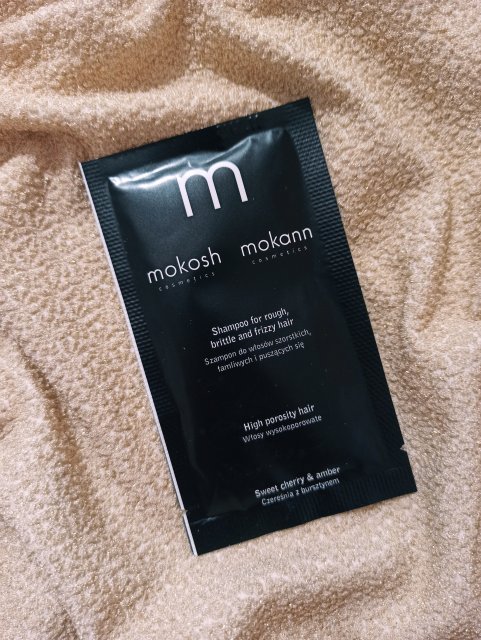 m
mokosh mokann
cosmetics cosmetics
Shampoo for rough,
brittle and frizzy hair
Szampon do włosów szorstkich,
łamliwych i puszących się
High porosity hair
Włosy wysokoporowate
Sweet cherry & amber
Czereśnia z bursztynem